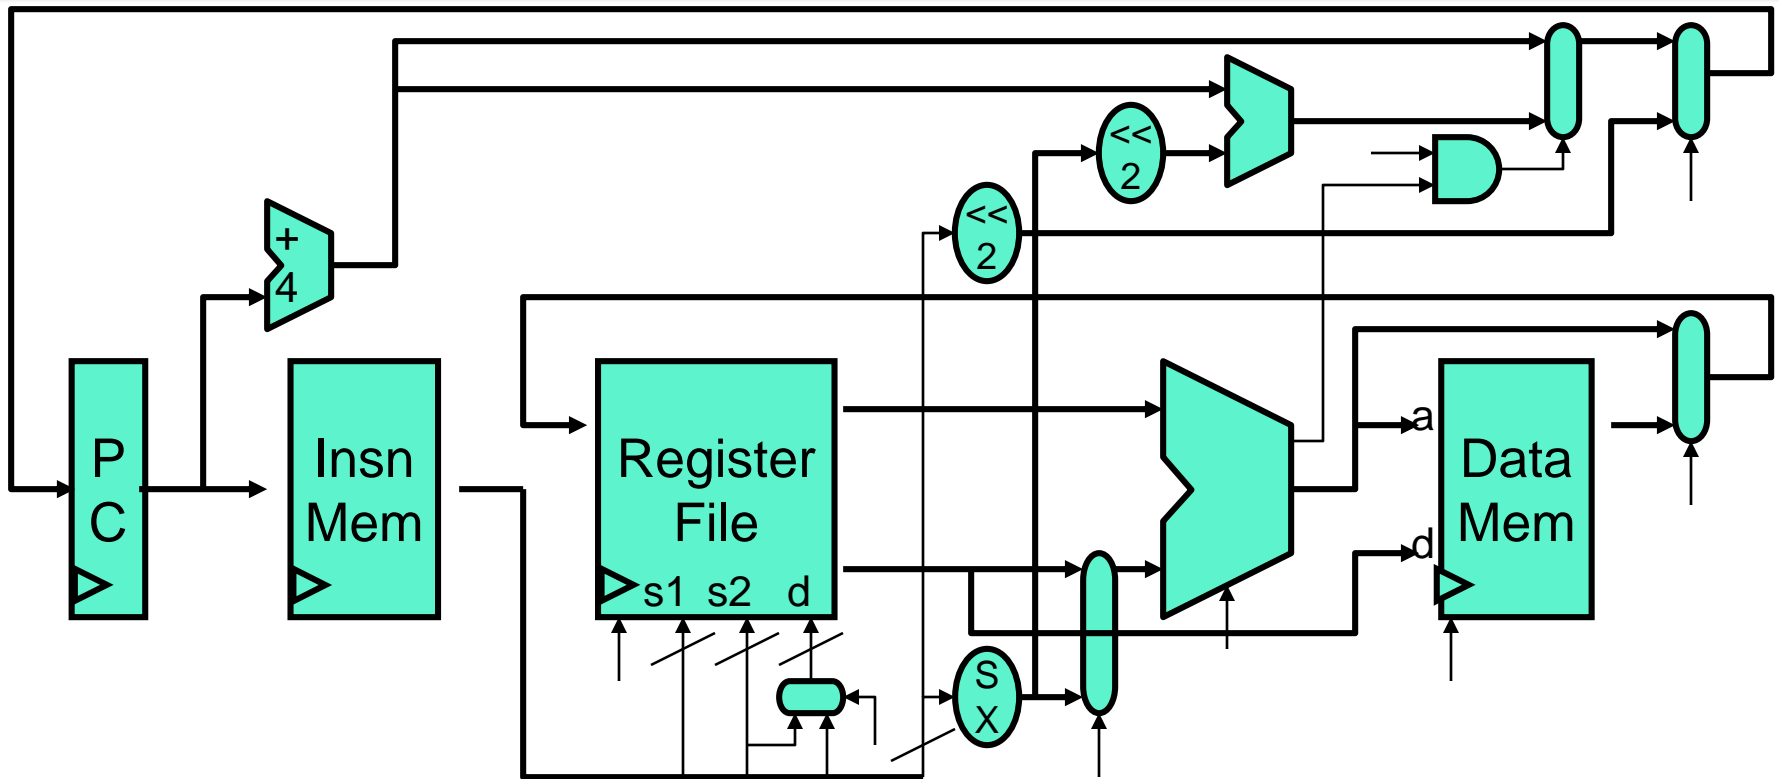 <<
2
<<
2
+
4
P
C
Insn
Mem
Register
File
s1 s2 d
a
d
Data
Mem
S
X